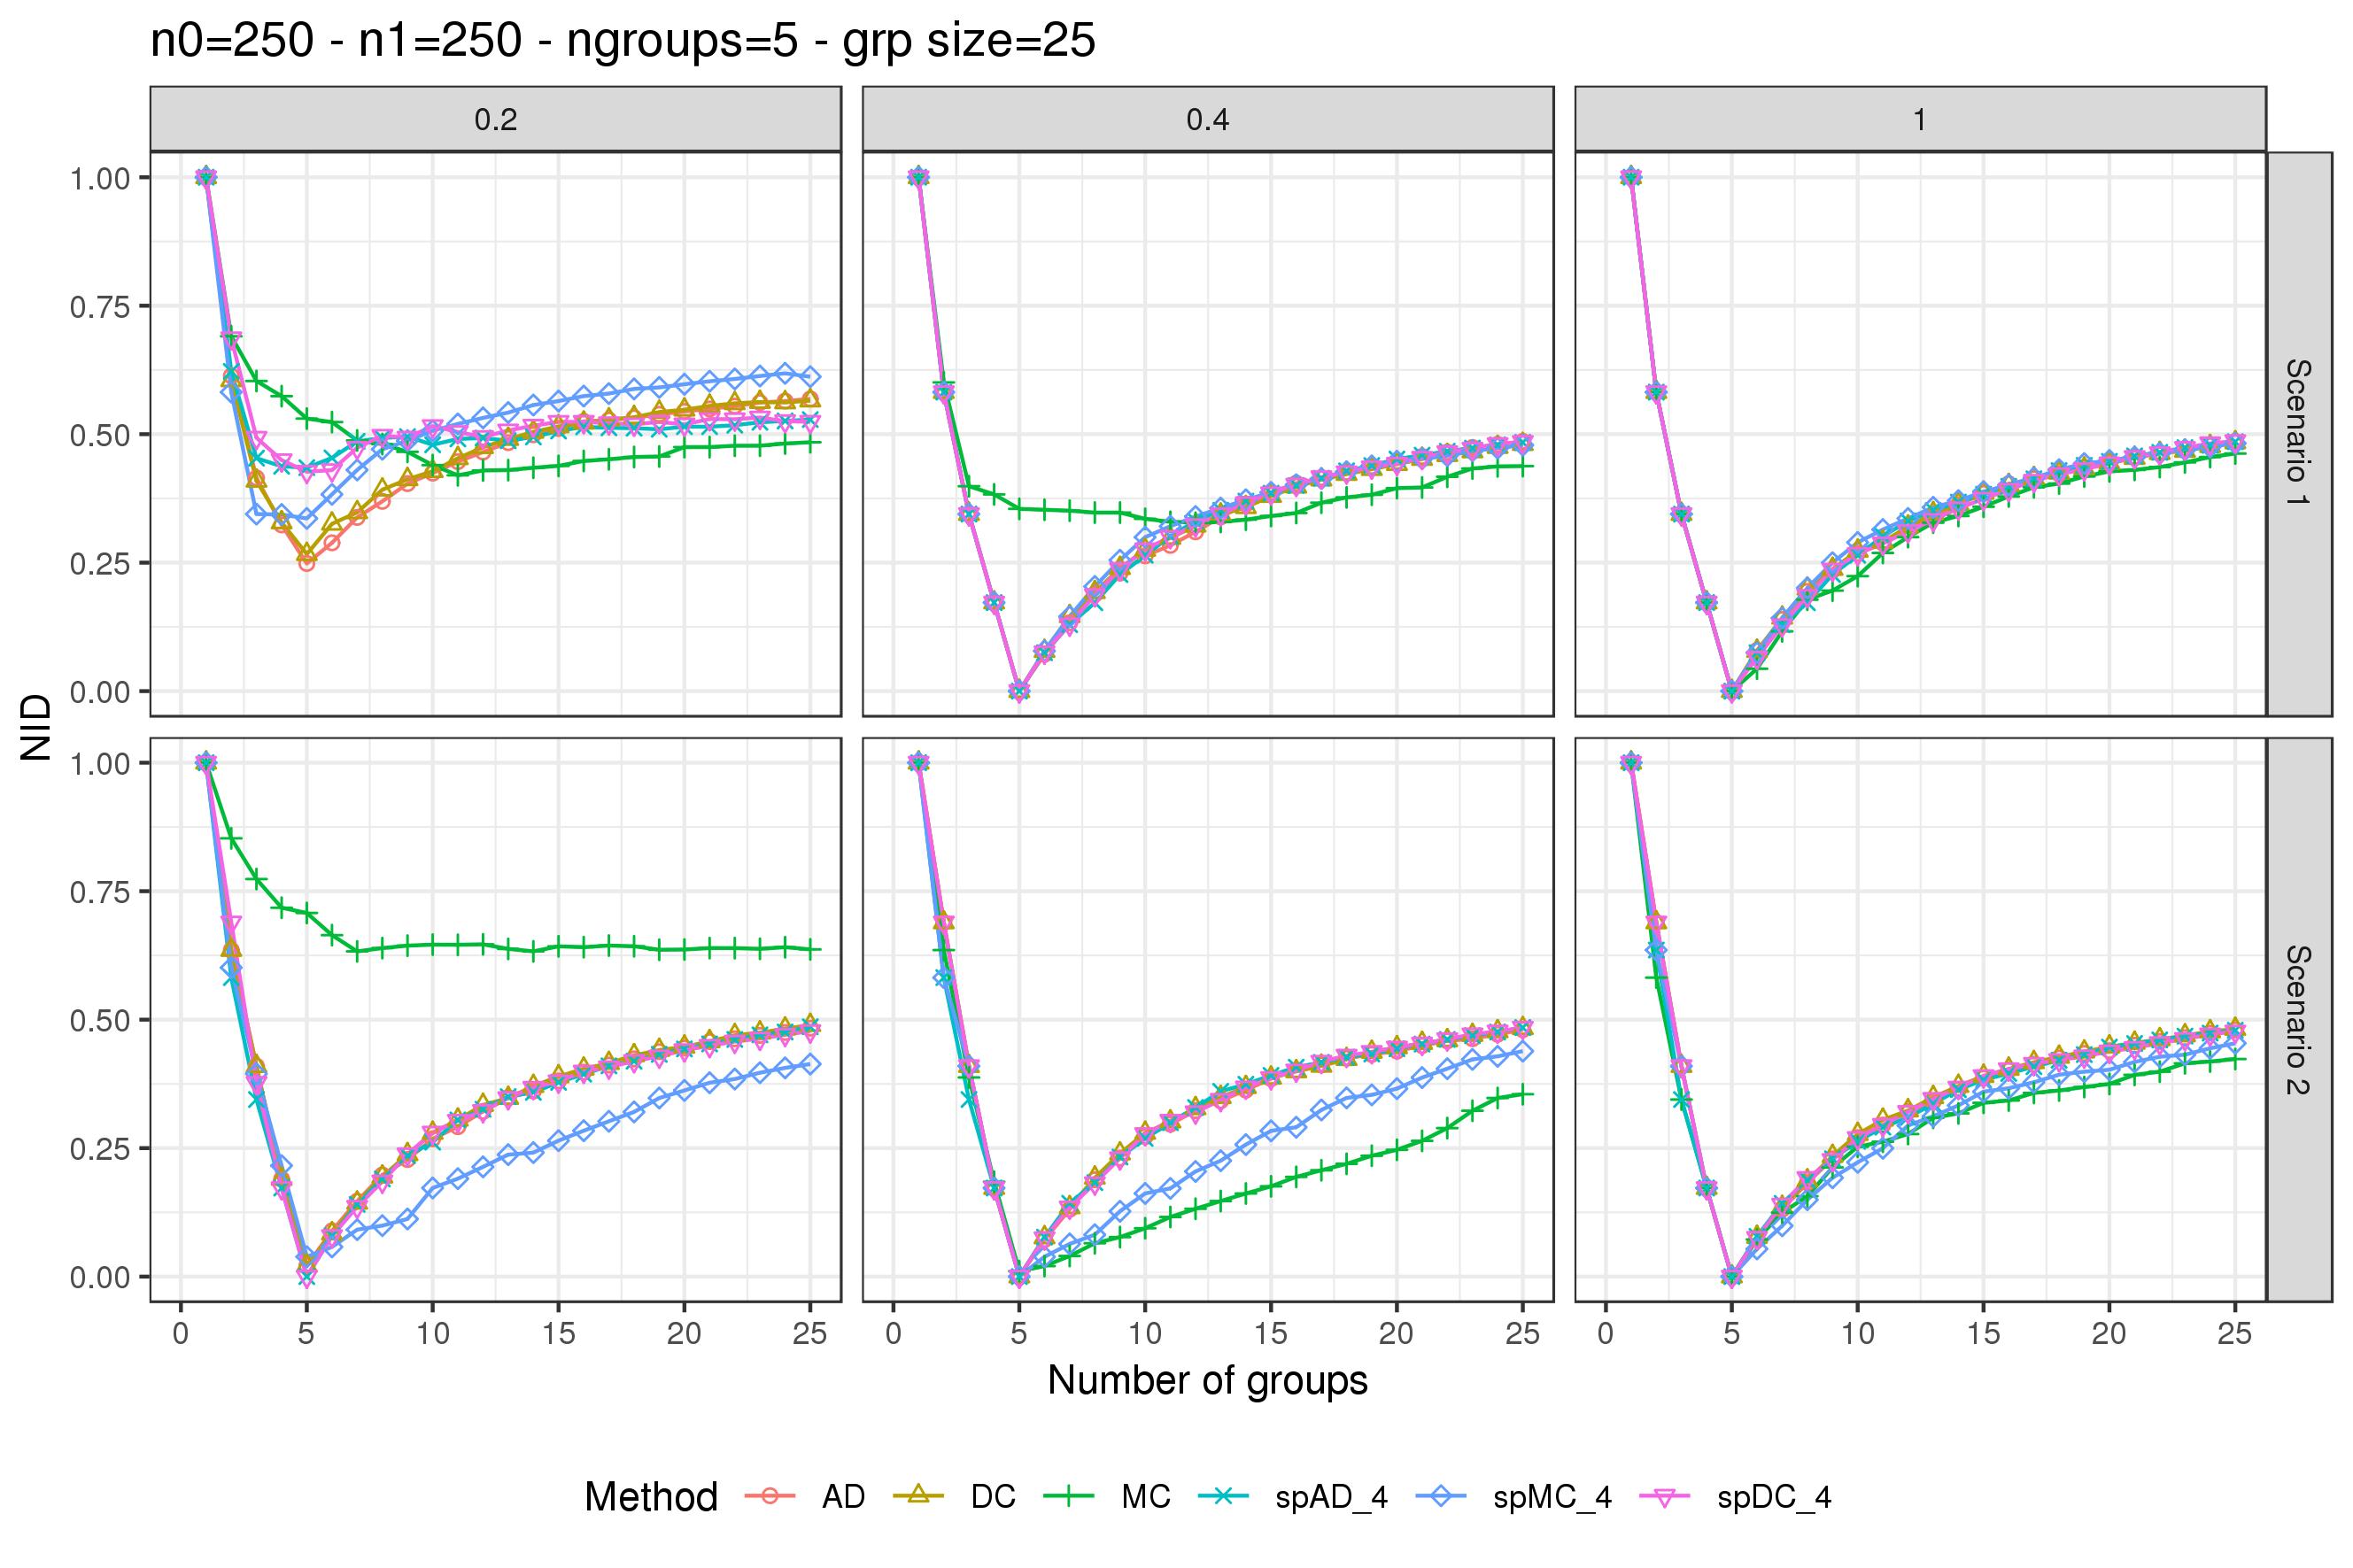 n0=250 - n1=250 - ngroups=5 - grp size=25
0.2 0.4 1
1.00
0.75
0.50
0.25
0.00
Scenario 1
NID
1.00
0.75
0.50
0.25
0.00
Scenario 2
0 5 10 15 20 25 0 5 10 15 20 25 0 5 10 15 20 25
Number of groups
Method AD DC MC spAD_4 spMC_4 spDC_4